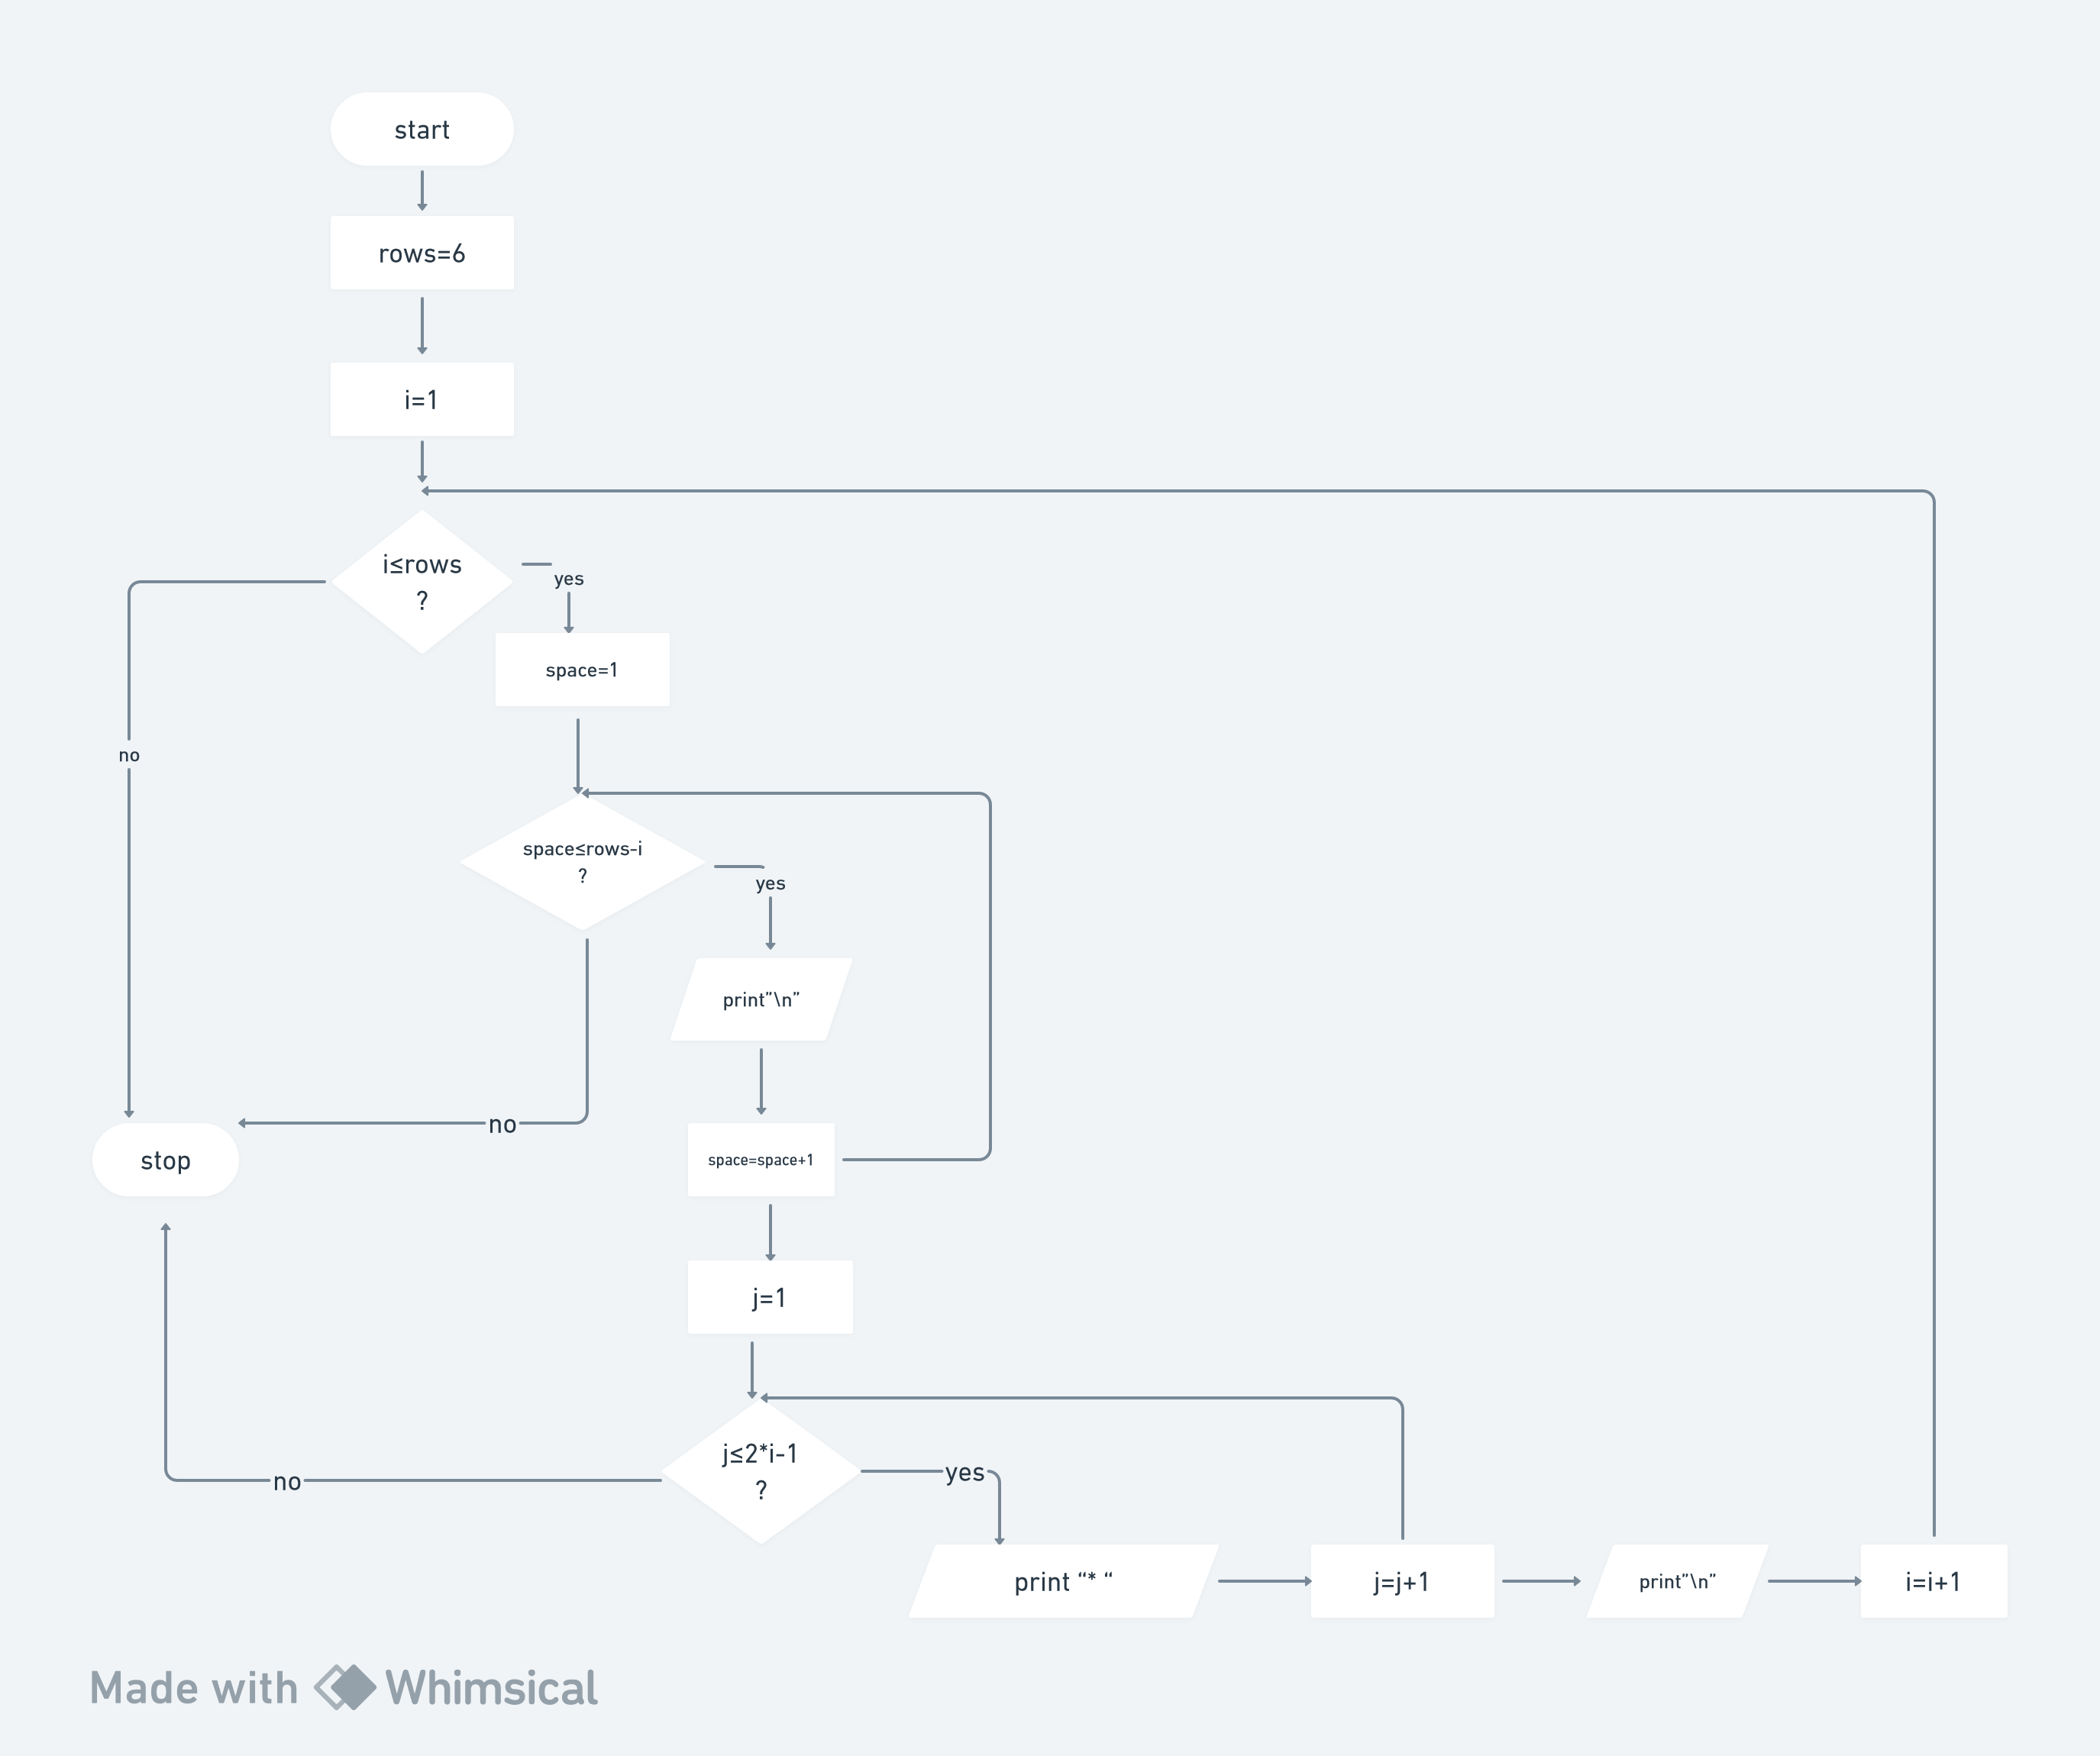 start
rows=6
i=1
i≤rows
?
yes
space=1
no
space≤rows-i
?
yes
print”\n”
no
space=space+1
stop
j=1
j≤2*i-1
?
yes
no
print “* “
j=j+1
print”\n”
i=i+1
Made with Whimsical